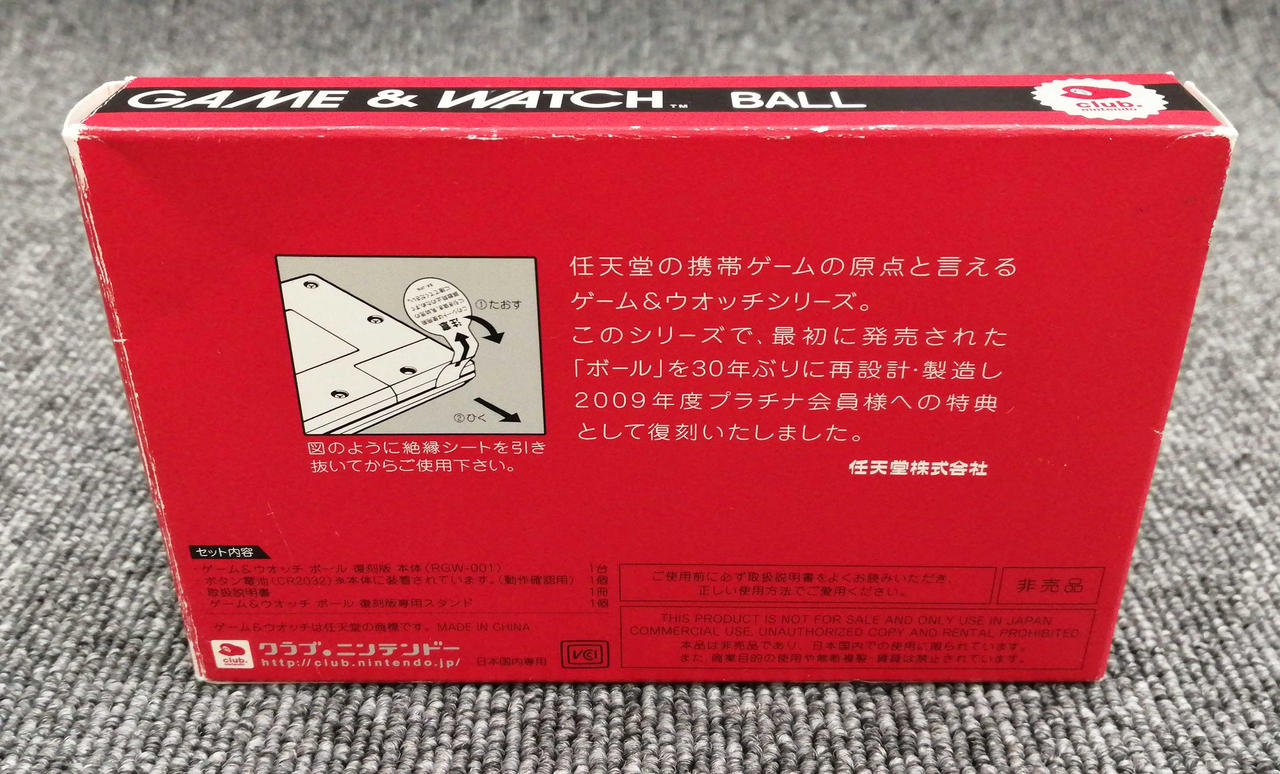 GAME & WATCH™ BALL
club.
nintendo
任天堂の携帯ゲームの原点と言える
ゲーム&ウオッチシリーズ。
このシリーズで、最初に発売された
「ボール」を30年ぶりに再設計・製造し
2009年度プラチナ会員様への特典
として復刻いたしました。
任天堂株式会社
注意
①たおす
②ひく
図のように絶縁シートを引き
抜いてからご使用下さい。
セット内容
・ゲーム&ウオッチ ボール 復刻版 本体(RGW-001) 1台
・ボタン電池(CR2032)※本体に装着されています。(動作確認用) 1個
・取扱説明書 1冊
・ゲーム&ウオッチ ボール 復刻版専用スタンド 1個
ゲーム&ウオッチは任天堂の商標です。 MADE IN CHINA
club.
nintendo
クラブ。ニンテンドー
http://club.nintendo.jp/
日本国内専用
VCI
ご使用前に必ず取扱説明書をよくお読みいただき、
正しい使用方法でご愛用ください。
非売品
THIS PRODUCT IS NOT FOR SALE AND ONLY USE IN JAPAN.
COMMERCIAL USE, UNAUTHORIZED COPY AND RENTAL PROHIBITED.
本品は非売品であり、日本国内での使用に限られています。
また、商業目的の使用や無断複製、賃貸は禁止されています。